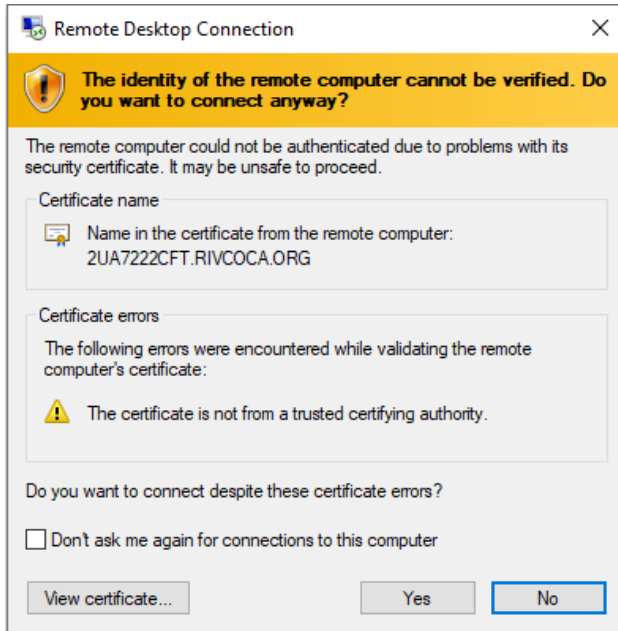 Remote Desktop Connection
The identity of the remote computer cannot be verified. Do
you want to connect anyway?
The remote computer could not be authenticated due to problems with its
security certificate. It may be unsafe to proceed.
Certificate name
Name in the certificate from the remote computer:
2UA7222CFT.RIVCOCA.ORG
Certificate errors
The following errors were encountered while validating the remote
computer's certificate:
The certificate is not from a trusted certifying authority.
Do you want to connect despite these certificate errors?
Don't ask me again for connections to this computer
View certificate... Yes No